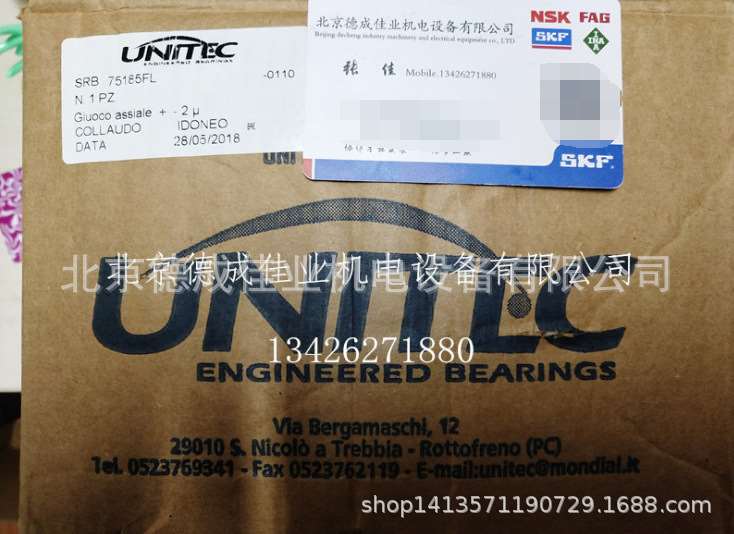 UNITEC
ENGINEERED BEARINGS
SRB 75185FL -0110
N 1 PZ
Giuoco assiale + - 2 µ
COLLAUDO IDONEO
DATA 28/05/2018
北京德成佳业机电设备有限公司
Beijing decheng industry machinery and electrical equipment co., LTD
NSK FAG
SKF INA
张 佳 Mobile.13426271880
SKF
UNI
UNITEC
北京德成佳业机电设备有限公司
13426271880
ENGINEERED BEARINGS
Via Bergamaschi, 12
29010 S. Nicolò a Trebbia - Rottofreno (PC)
Tel. 0523769341 - Fax 0523762119 - E-mail:unitec@mondial.it
shop1413571190729.1688.com